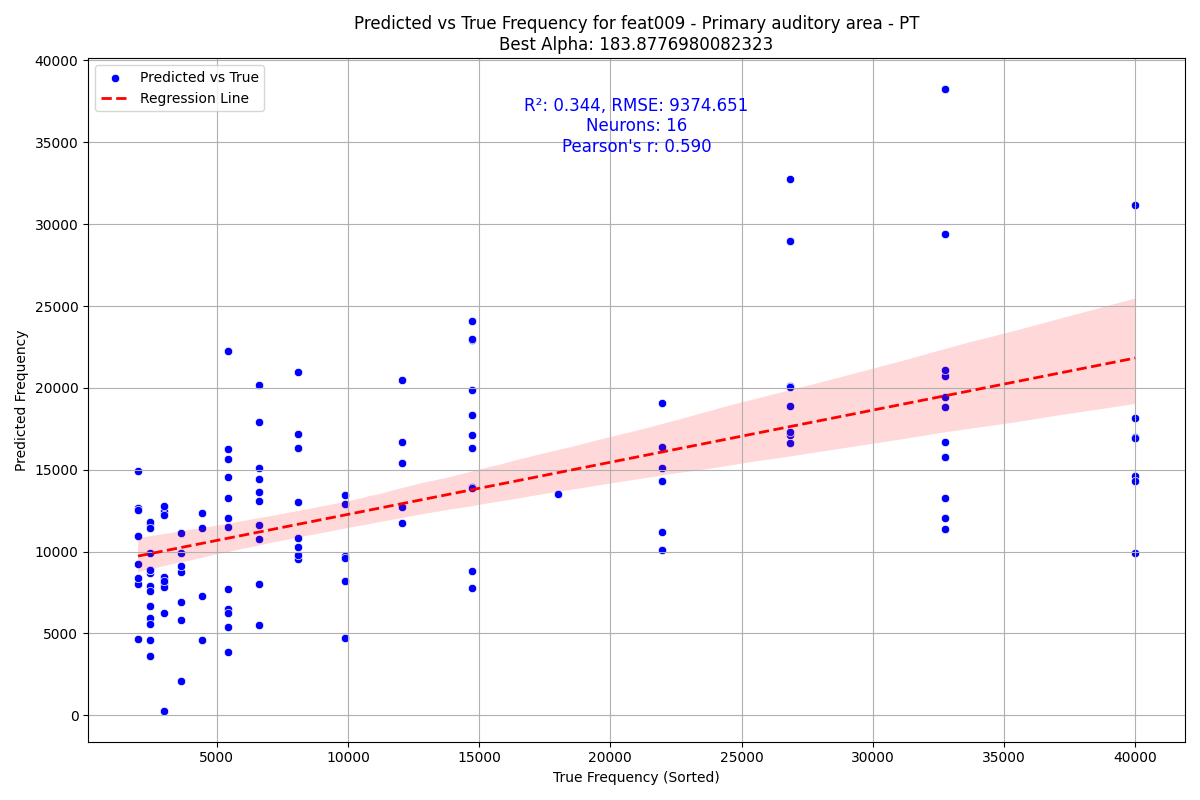 Predicted vs True Frequency for feat009 - Primary auditory area - PT
Best Alpha: 183.8776980082323
Predicted vs True
Regression Line
R²: 0.344, RMSE: 9374.651
Neurons: 16
Pearson's r: 0.590
Predicted Frequency
40000
35000
30000
25000
20000
15000
10000
5000
0
5000 10000 15000 20000 25000 30000 35000 40000
True Frequency (Sorted)